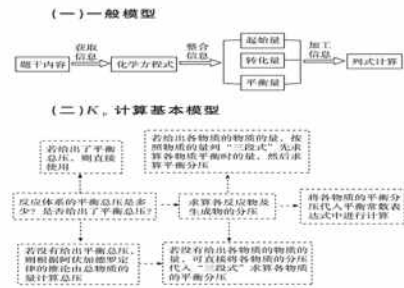 (一)一般模型
题干内容
获取
信息
化学方程式
整合
信息
起始量
转化量
平衡量
加工
信息
列式计算
(二)Kp 计算基本模型
若给出了平衡
总压,则直接
使用
若给出各物质的物质的量,按
照物质的量列“三段式”先求
算各物质平衡时的量,然后求
算平衡分压
反应体系的平衡总压是多
少?是否给出了平衡总压?
求算各反应物及
生成物的分压
将各物质的平衡分
压代入平衡常数表
达式中进行计算
若没有给出平衡总压,
则根据阿伏加德罗定
律的推论由总物质的
量计算总压
若没有给出各物质的物质的
量,可直接将各物质的分压
代入“三段式”求算各物质
的平衡分压